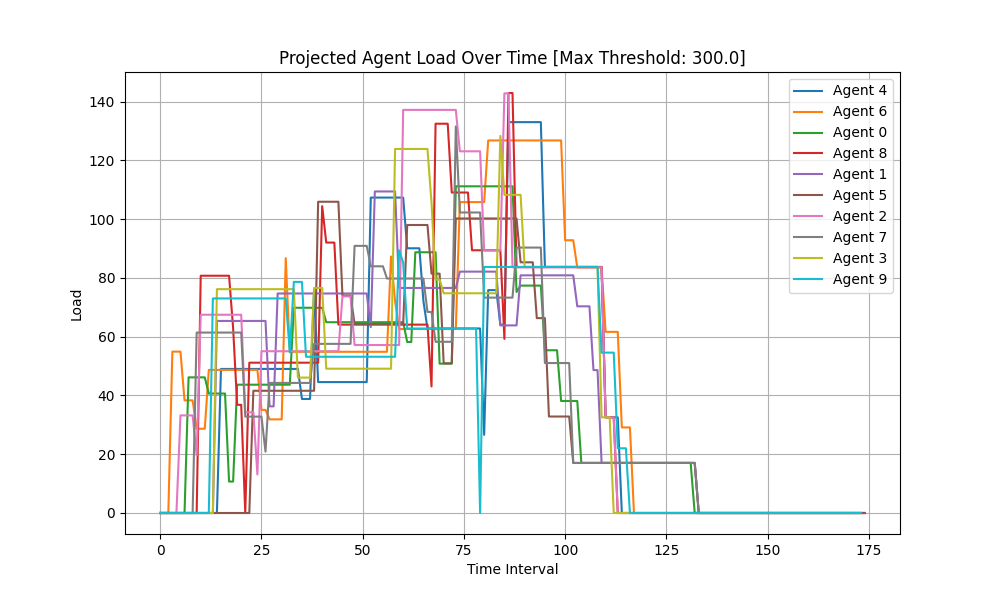 Projected Agent Load Over Time [Max Threshold: 300.0]
Load
140
120
100
80
60
40
20
0
0 25 50 75 100 125 150 175
Time Interval
Agent 4
Agent 6
Agent 0
Agent 8
Agent 1
Agent 5
Agent 2
Agent 7
Agent 3
Agent 9